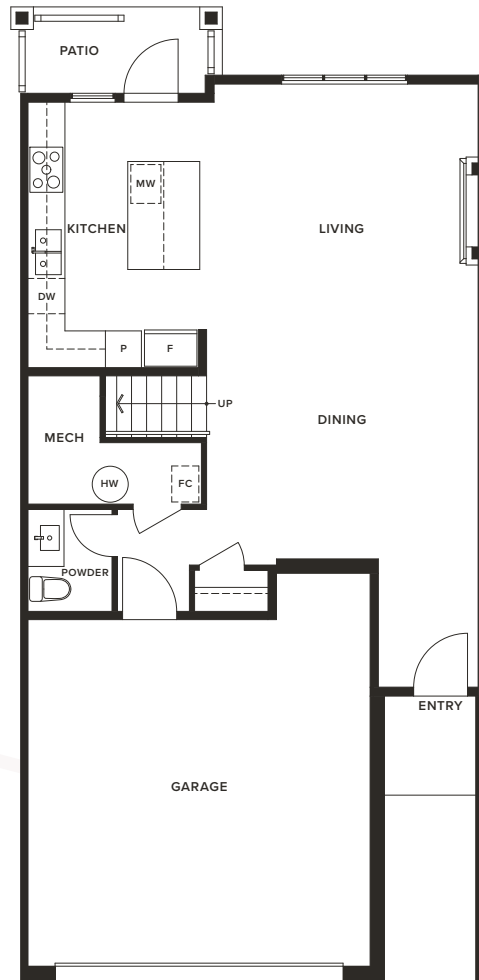 PATIO
MW
KITCHEN
LIVING
DW
P
F
UP
DINING
MECH
HW
FC
POWDER
ENTRY
GARAGE